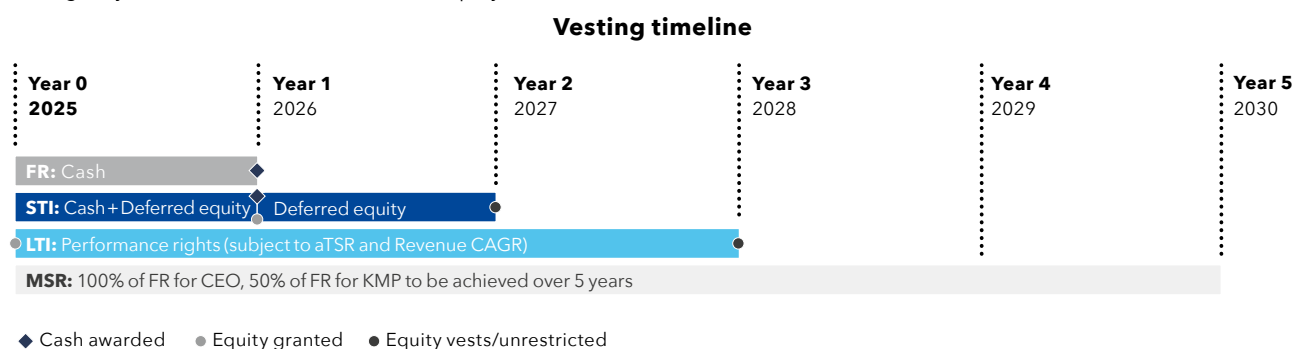 Vesting timeline
Year 0
2025
Year 1
2026
Year 2
2027
Year 3
2028
Year 4
2029
Year 5
2030
FR: Cash
STI: Cash+Deferred equity
Deferred equity
LTI: Performance rights (subject to aTSR and Revenue CAGR)
MSR: 100% of FR for CEO, 50% of FR for KMP to be achieved over 5 years
Cash awarded
Equity granted
Equity vests/unrestricted